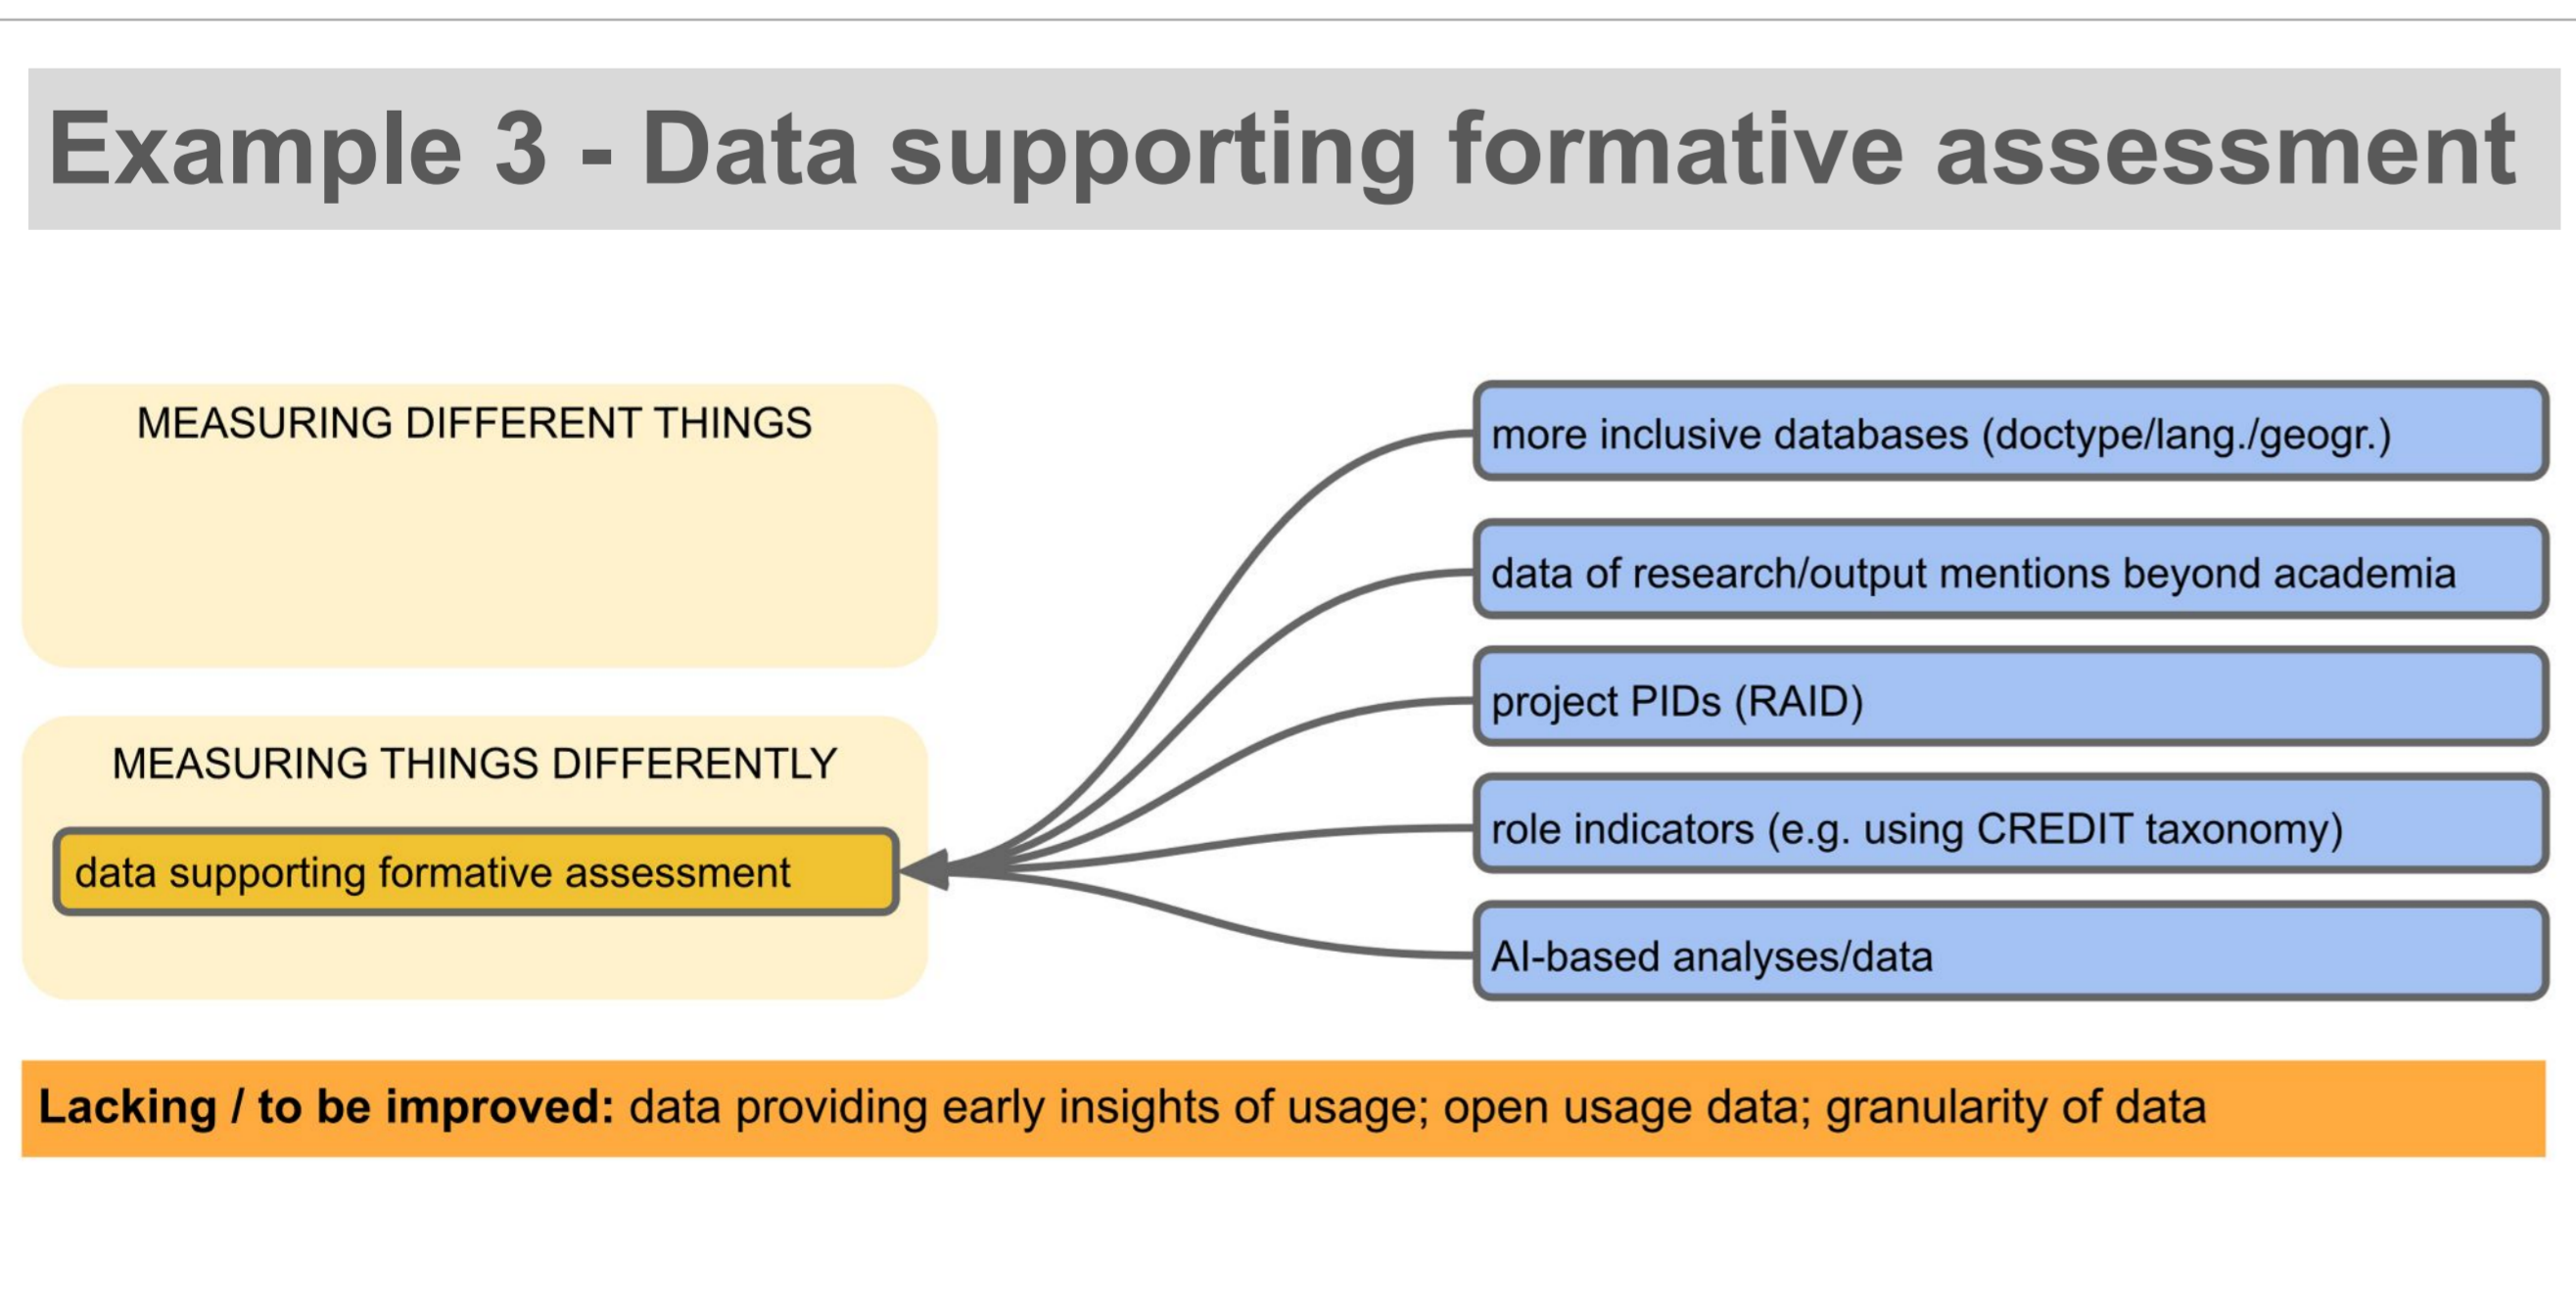 Example 3 - Data supporting formative assessment
MEASURING DIFFERENT THINGS
MEASURING THINGS DIFFERENTLY
data supporting formative assessment
more inclusive databases (doctype/lang./geogr.)
data of research/output mentions beyond academia
project PIDs (RAID)
role indicators (e.g. using CREDIT taxonomy)
AI-based analyses/data
Lacking / to be improved: data providing early insights of usage; open usage data; granularity of data